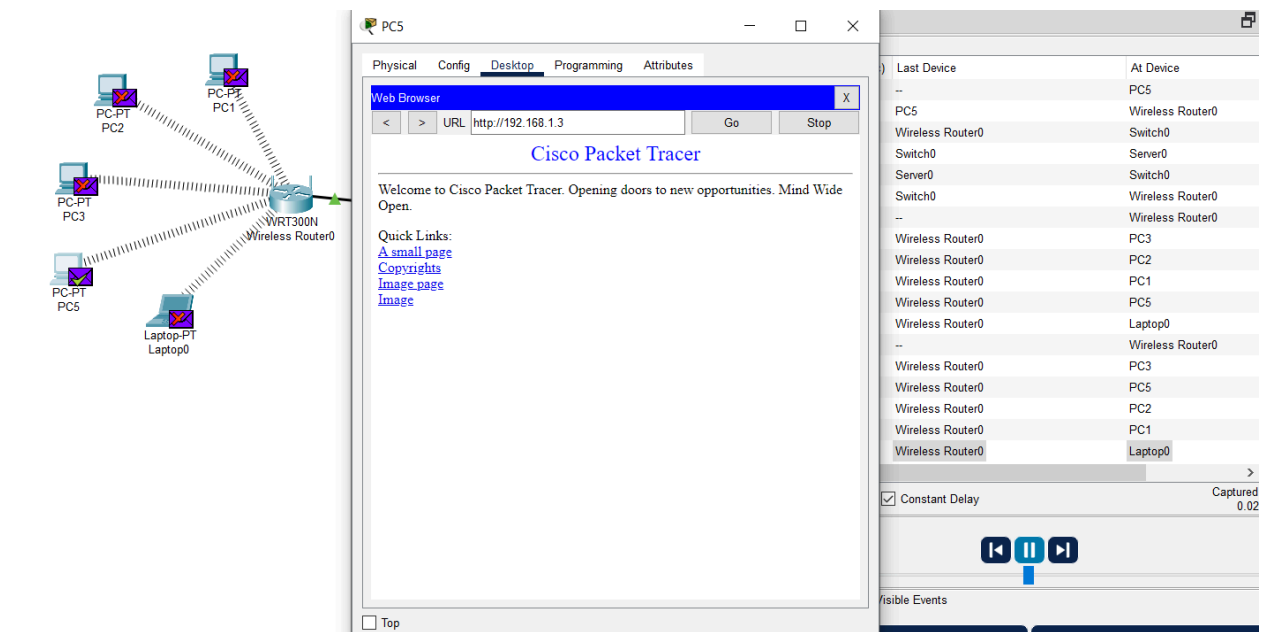 PC5
Physical Config Desktop Programming Attributes
Web Browser X
< > URL http://192.168.1.3 Go Stop
Cisco Packet Tracer
Welcome to Cisco Packet Tracer. Opening doors to new opportunities. Mind Wide
Open.
Quick Links:
A small page
Copyrights
Image page
Image
Top
PC-PT
PC1
PC-PT
PC2
PC-PT
PC3
WRT300N
Wireless Router0
PC-PT
PC5
Laptop-PT
Laptop0
) Last Device At Device
-- PC5
PC5 Wireless Router0
Wireless Router0 Switch0
Switch0 Server0
Server0 Switch0
Switch0 Wireless Router0
-- Wireless Router0
Wireless Router0 PC3
Wireless Router0 PC2
Wireless Router0 PC1
Wireless Router0 PC5
Wireless Router0 Laptop0
-- Wireless Router0
Wireless Router0 PC3
Wireless Router0 PC5
Wireless Router0 PC2
Wireless Router0 PC1
Wireless Router0 Laptop0
Constant Delay Captured
0.02
Visible Events